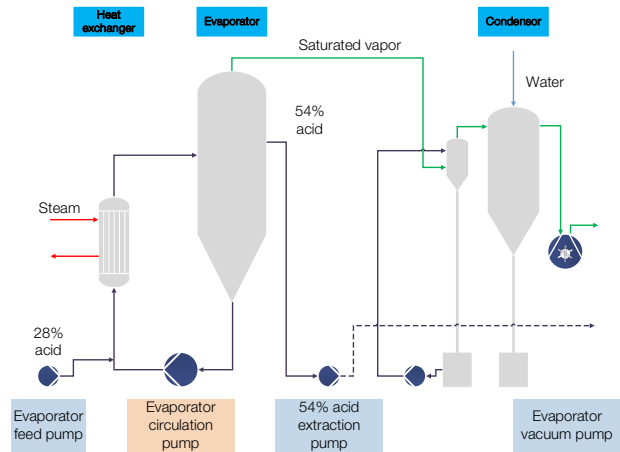 Heat
exchanger
Evaporator
Condensor
Saturated vapor
Water
54%
acid
Steam
28%
acid
Evaporator
feed pump
Evaporator
circulation
pump
54% acid
extraction
pump
Evaporator
vacuum pump